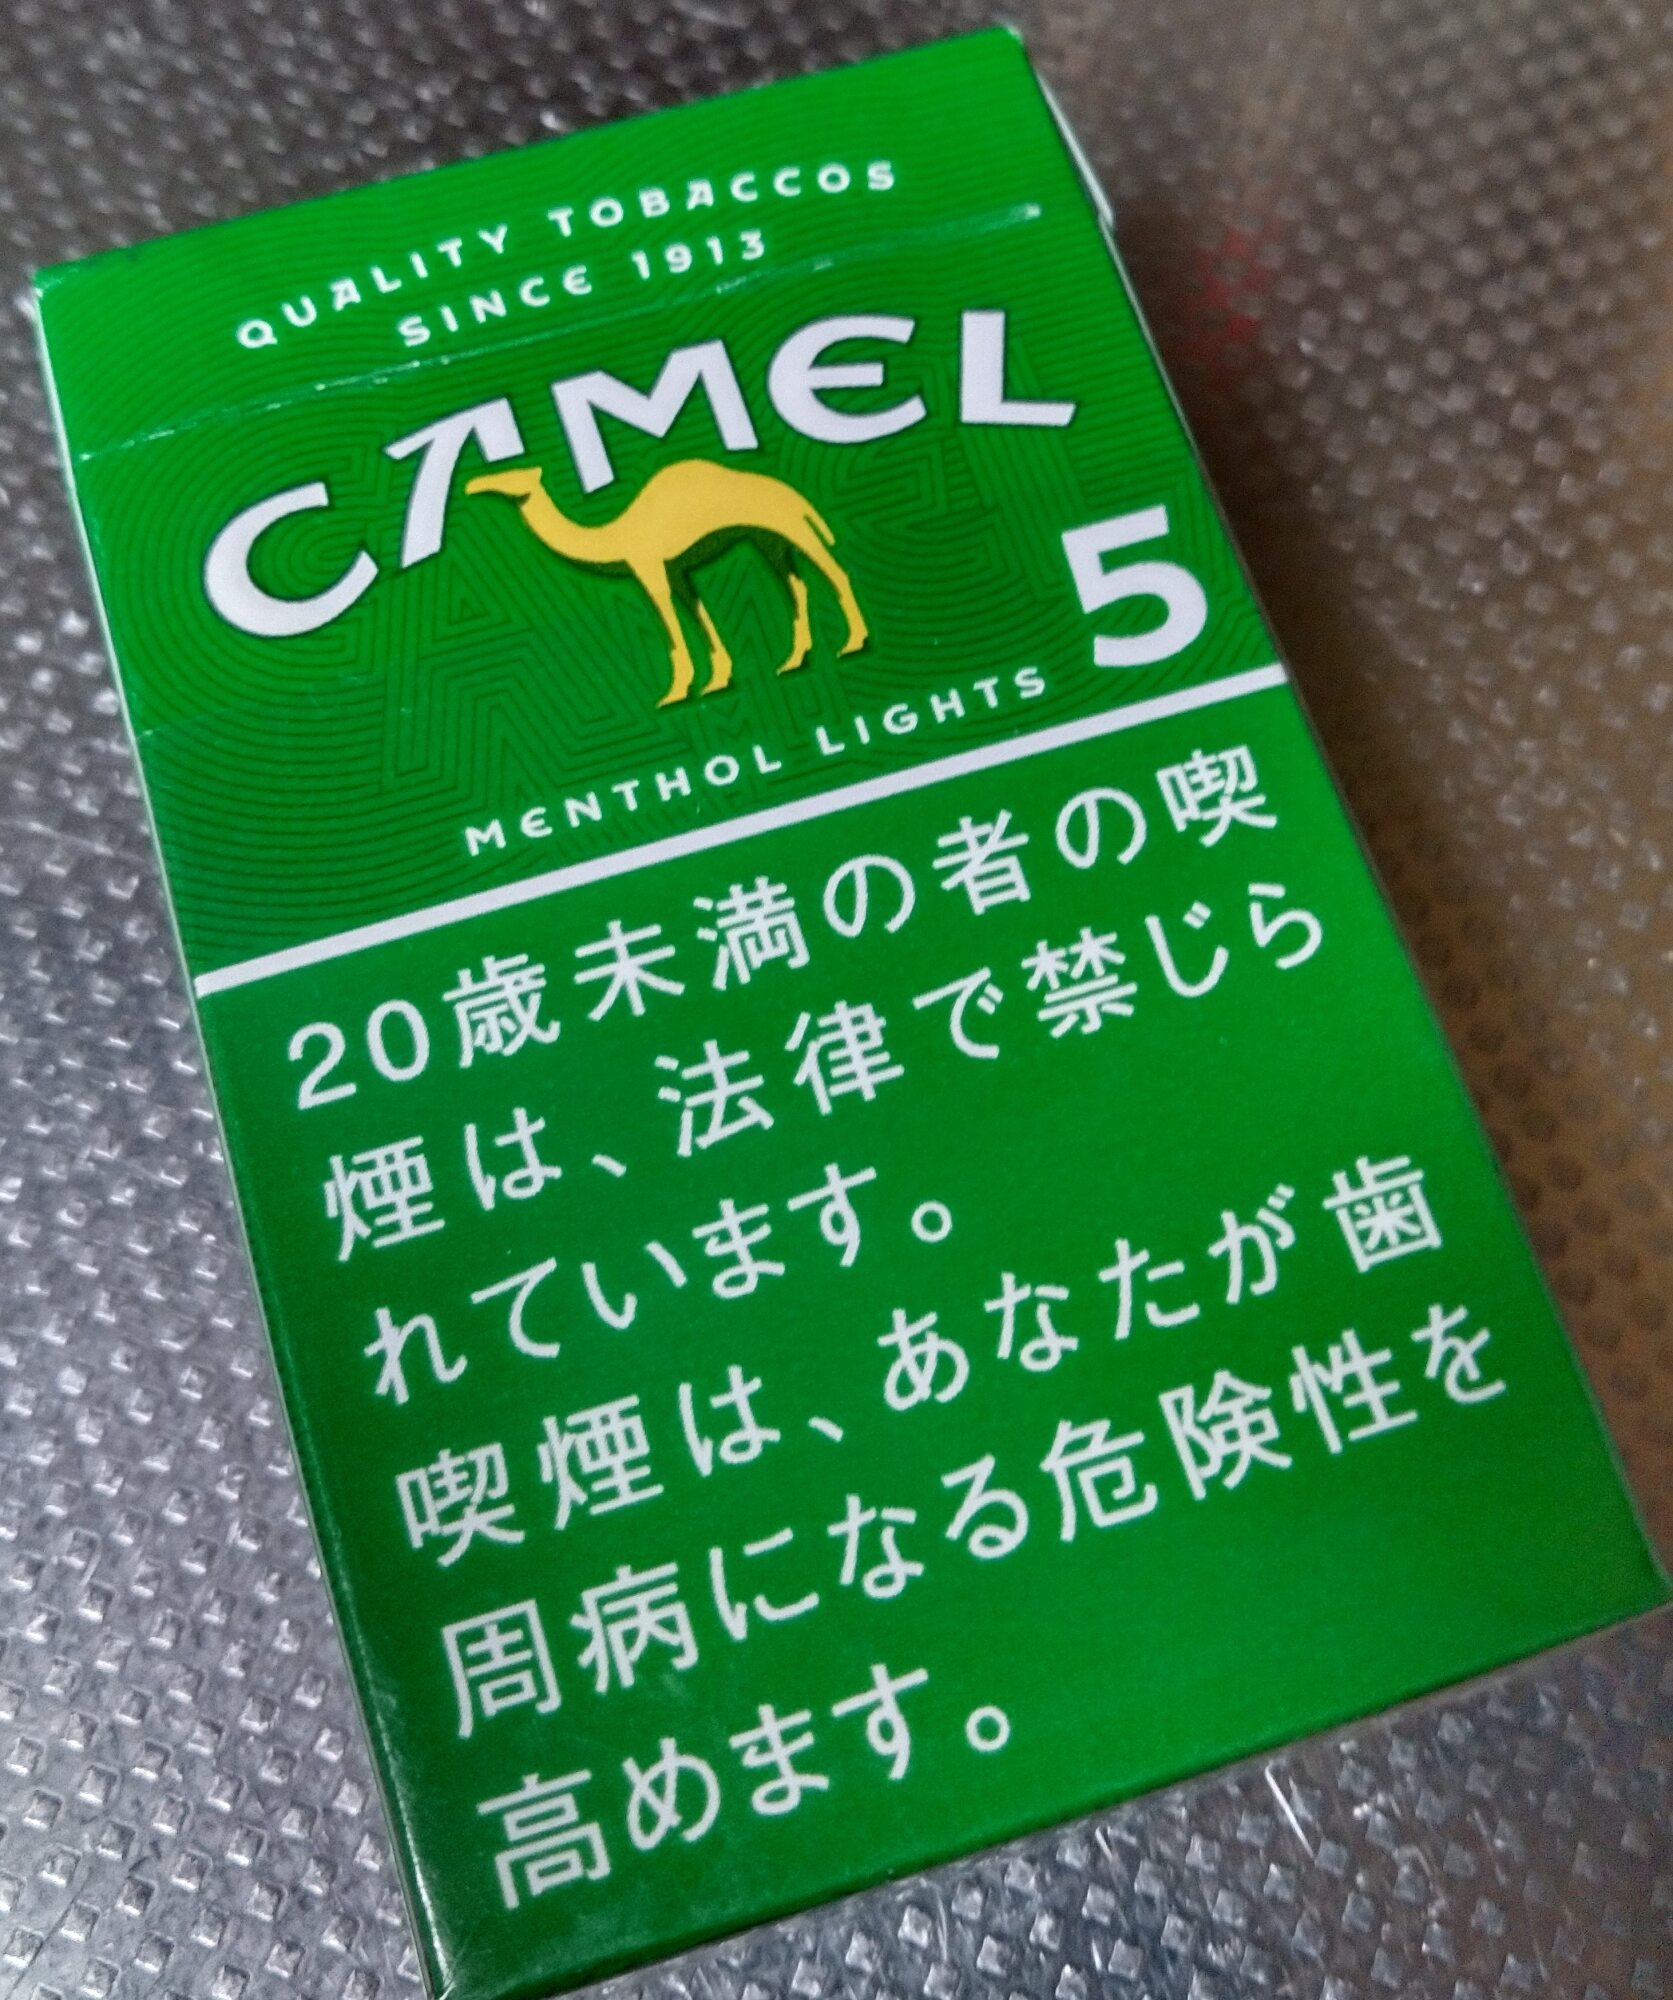 QUALITY TOBACCOS
SINCE 1913
CAMEL
5
MENTHOL LIGHTS
20歳未満の者の喫
煙は、法律で禁じら
れています。
喫煙は、あなたが歯
周病になる危険性を
高めます。